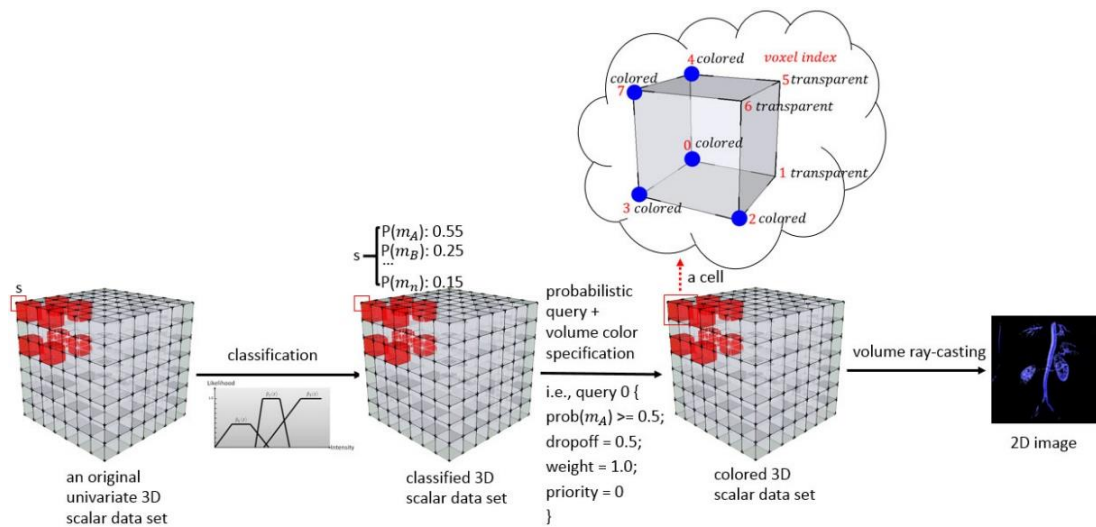 4 colored
voxel index
colored
7
5 transparent
6 transparent
0 colored
1 transparent
3 colored
2 colored
s
P(m_A): 0.55
P(m_B): 0.25
...
P(m_n): 0.15
a cell
s
classification
Likelihood
Intensity
probabilistic
query +
volume color
specification
i.e., query 0 {
prob(m_A) >= 0.5;
dropoff = 0.5;
weight = 1.0;
priority = 0
}
volume ray-casting
an original
univariate 3D
scalar data set
classified 3D
scalar data set
colored 3D
scalar data set
2D image